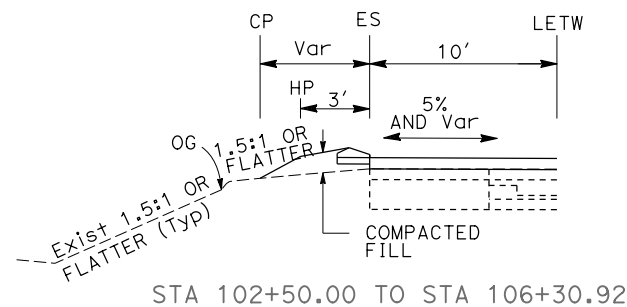 CP ES LETW
Var 10'
HP 3' 5%
AND Var
OG 1.5:1 OR
FLATTER
Exist 1.5:1 OR
FLATTER (Typ)
COMPACTED
FILL
STA 102+50.00 TO STA 106+30.92